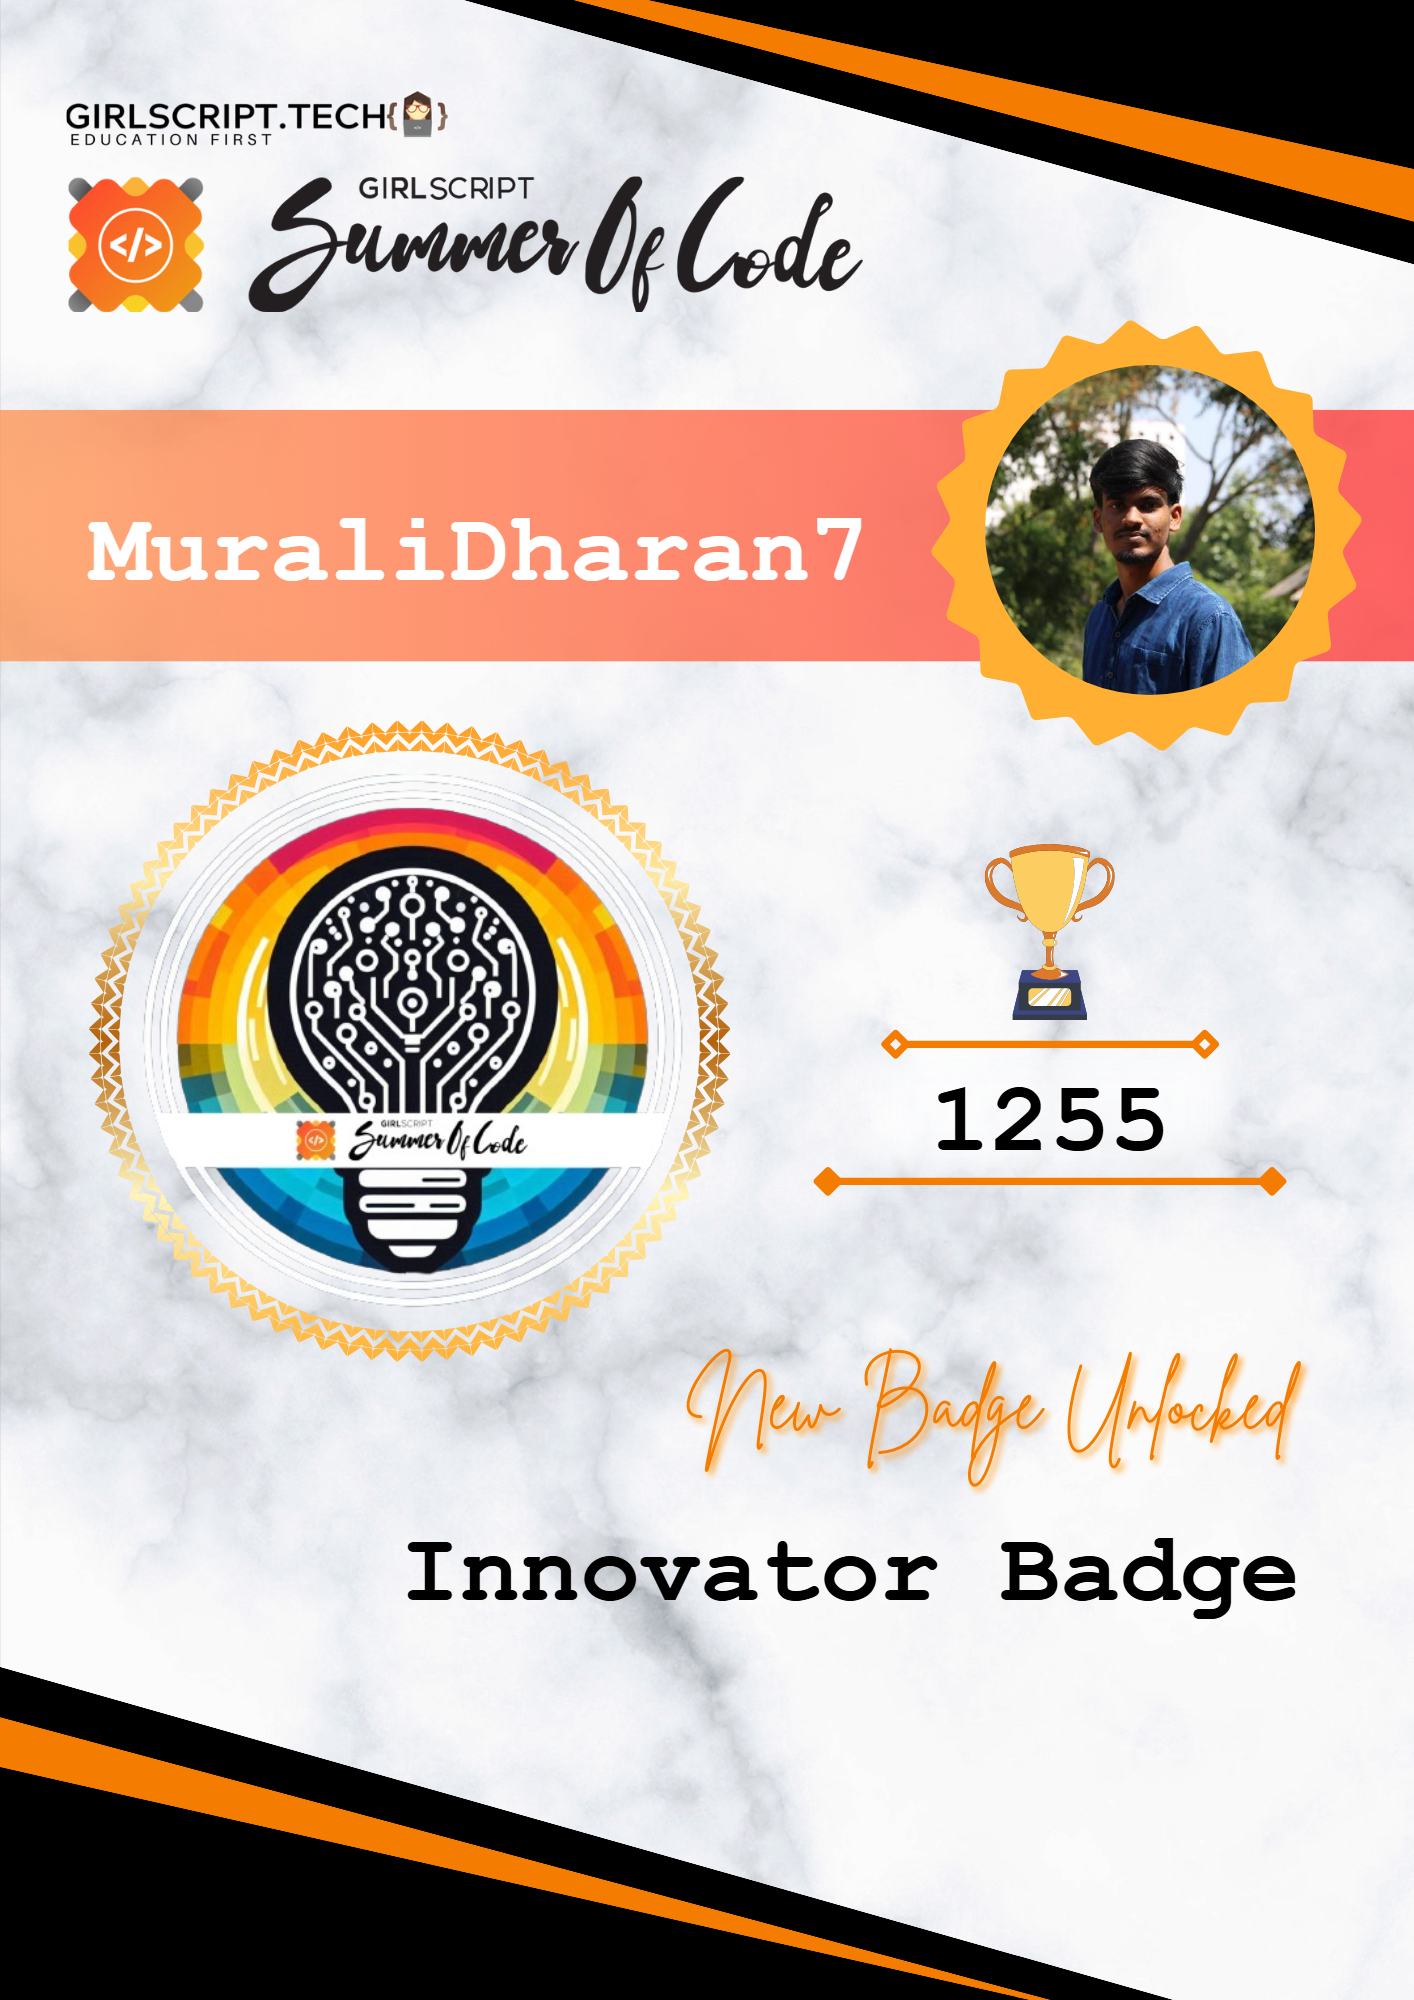 GIRLSCRIPT.TECH{ }
EDUCATION FIRST
GIRLSCRIPT
Summer Of Code
</>
MuraliDharan7
GIRLSCRIPT
</> Summer Of Code
1255
New Badge Unlocked
Innovator Badge